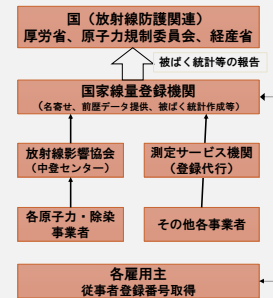 国（放射線防護関連）
厚労省、原子力規制委員会、経産省
被ばく統計等の報告
国家線量登録機関
（名寄せ、前歴データ提供、被ばく統計作成等）
放射線影響協会
（中登センター）
測定サービス機関
（登録代行）
各原子力・除染
事業者
その他各事業者
各雇用主
従事者登録番号取得